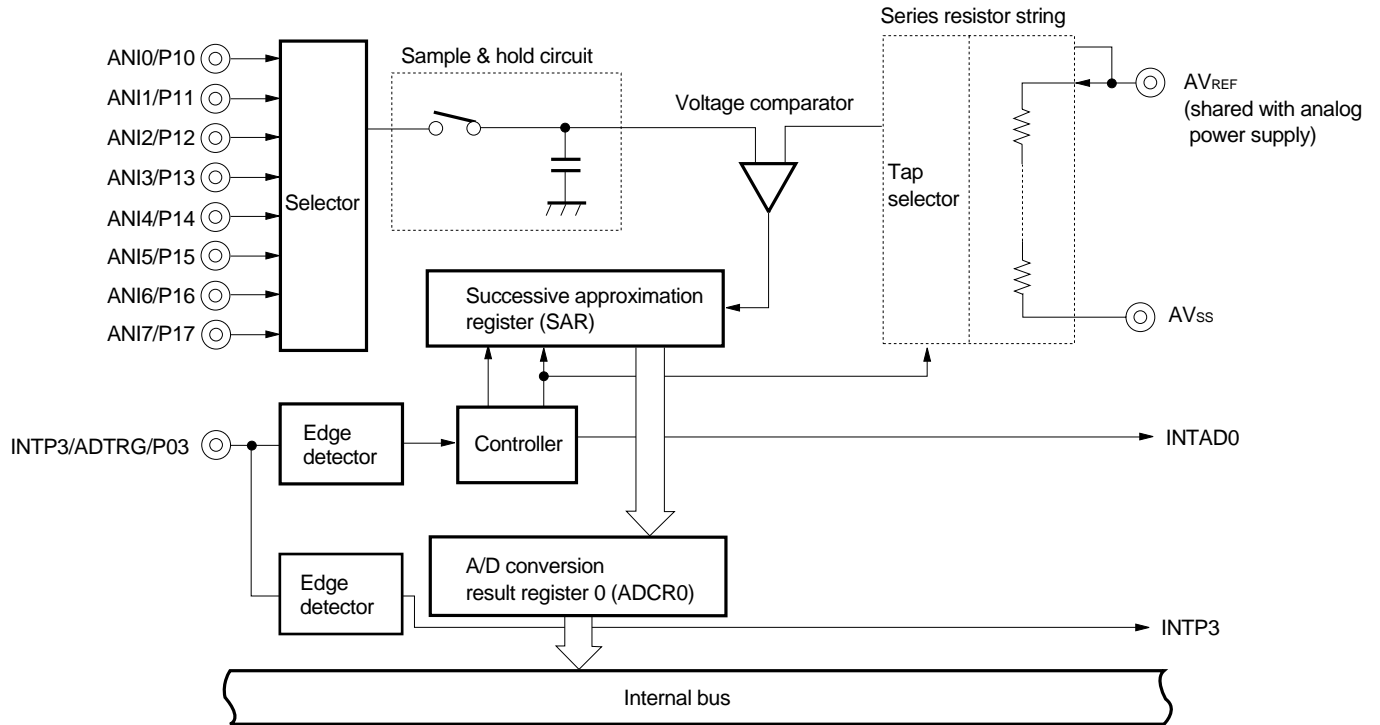 Series resistor string
ANI0/P10
ANI1/P11
ANI2/P12
ANI3/P13
ANI4/P14
ANI5/P15
ANI6/P16
ANI7/P17
Selector
Sample & hold circuit
Voltage comparator
Tap
selector
AVREF
(shared with analog
power supply)
AVSS
Successive approximation
register (SAR)
INTP3/ADTRG/P03
Edge
detector
Controller
INTAD0
Edge
detector
A/D conversion
result register 0 (ADCR0)
INTP3
Internal bus